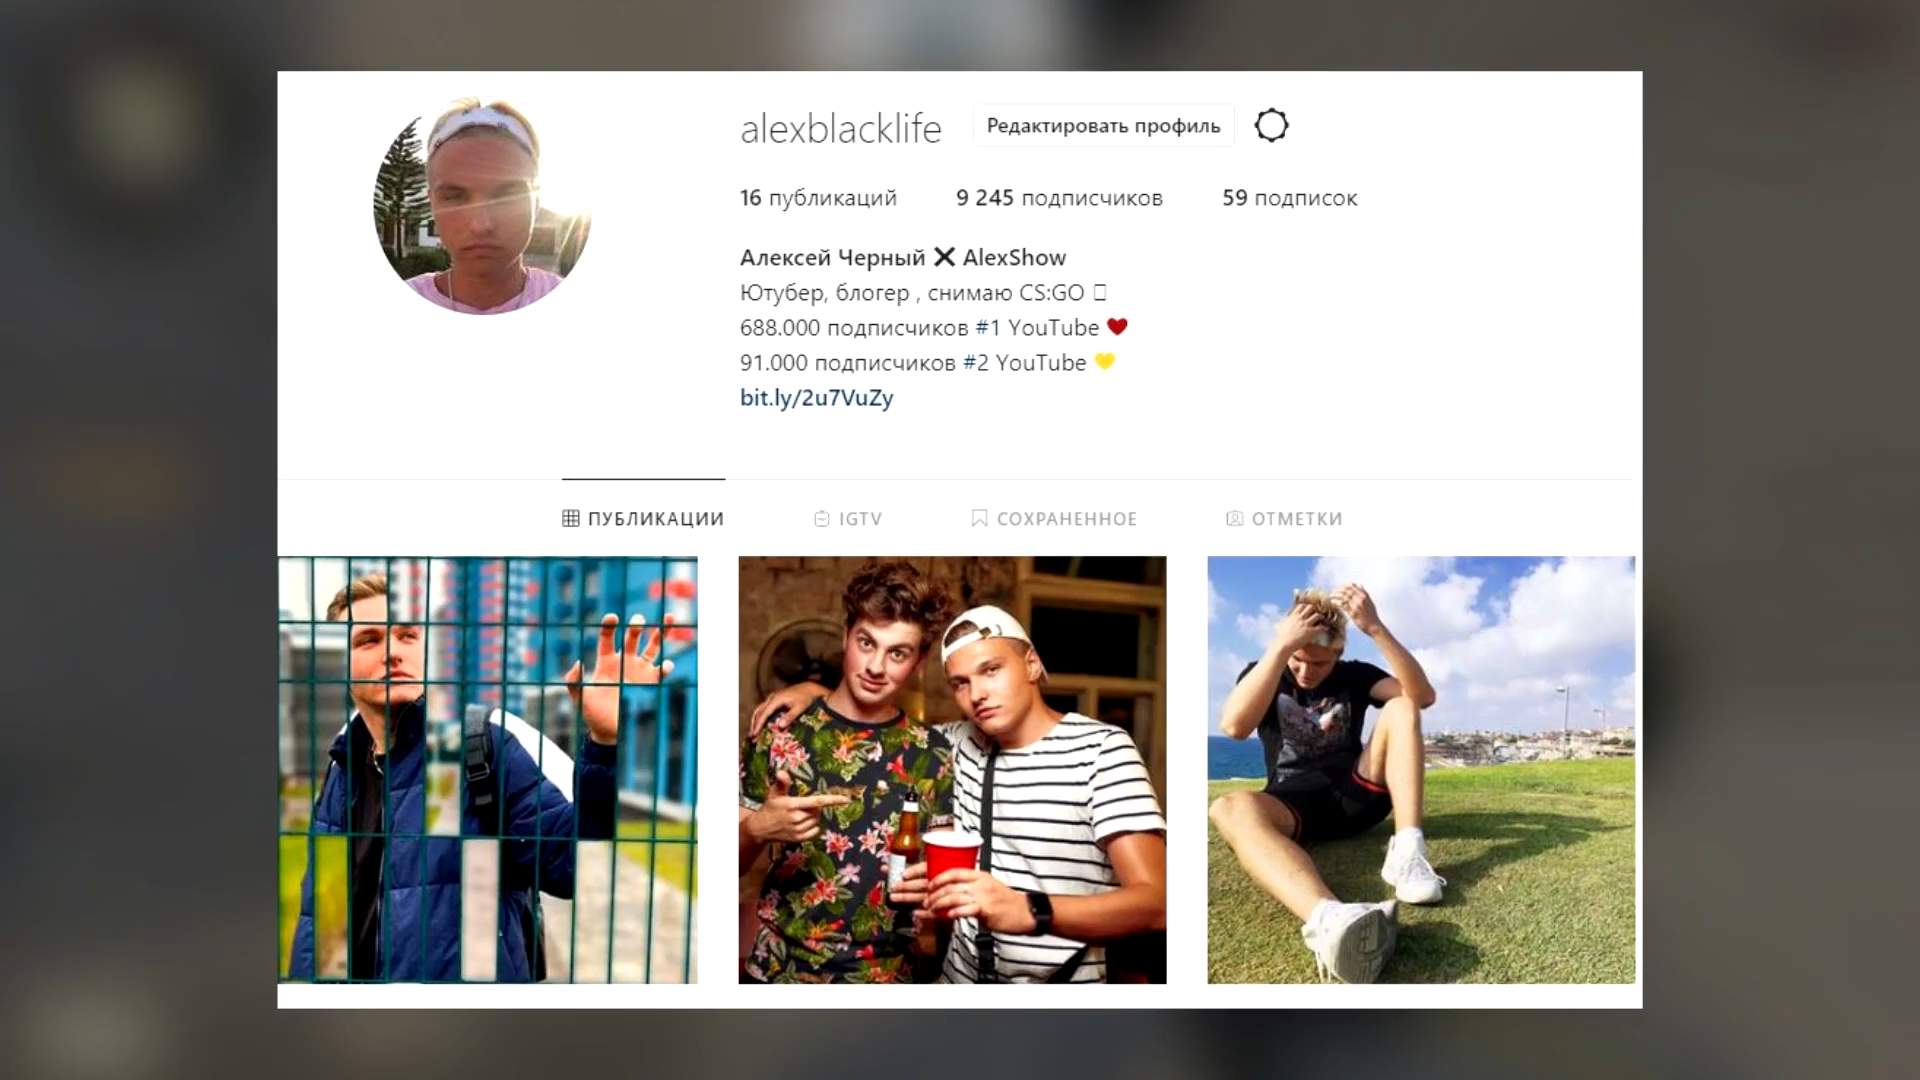 alexblacklife Редактировать профиль
16 публикаций 9 245 подписчиков 59 подписок
Алексей Черный ✕ AlexShow
Ютубер, блогер , снимаю CS:GO
688.000 подписчиков #1 YouTube ❤
91.000 подписчиков #2 YouTube 💛
bit.ly/2u7VuZy
ПУБЛИКАЦИИ IGTV СОХРАНЕННОЕ ОТМЕТКИ